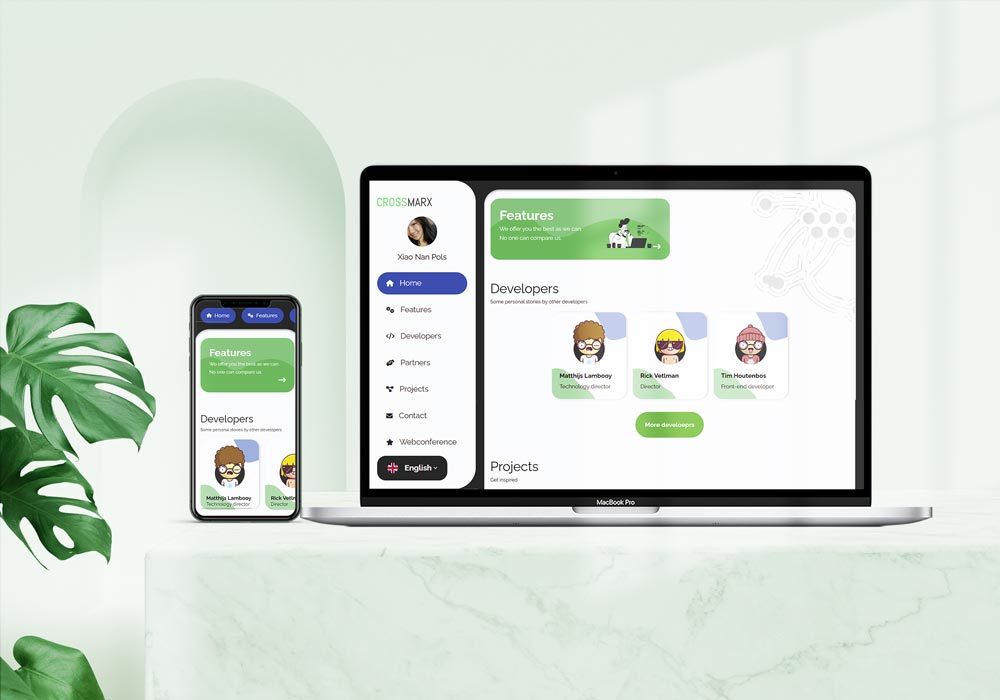 Home
Features
Features
We offer you the best as we can.
No one can compare us.
Developers
Some personal stories by other developers
Matthijs Lambooy
Technology director
Rick Vellm
Director
CROSSMARX
Xiao Nan Pols
Home
Features
Developers
Partners
Projects
Contact
Webconference
English
Features
We offer you the best as we can.
No one can compare us.
Developers
Some personal stories by other developers
Matthijs Lambooy
Technology director
Rick Vellman
Director
Tim Houtenbos
Front-end developer
More develoeprs
Projects
Get inspired
MacBook Pro